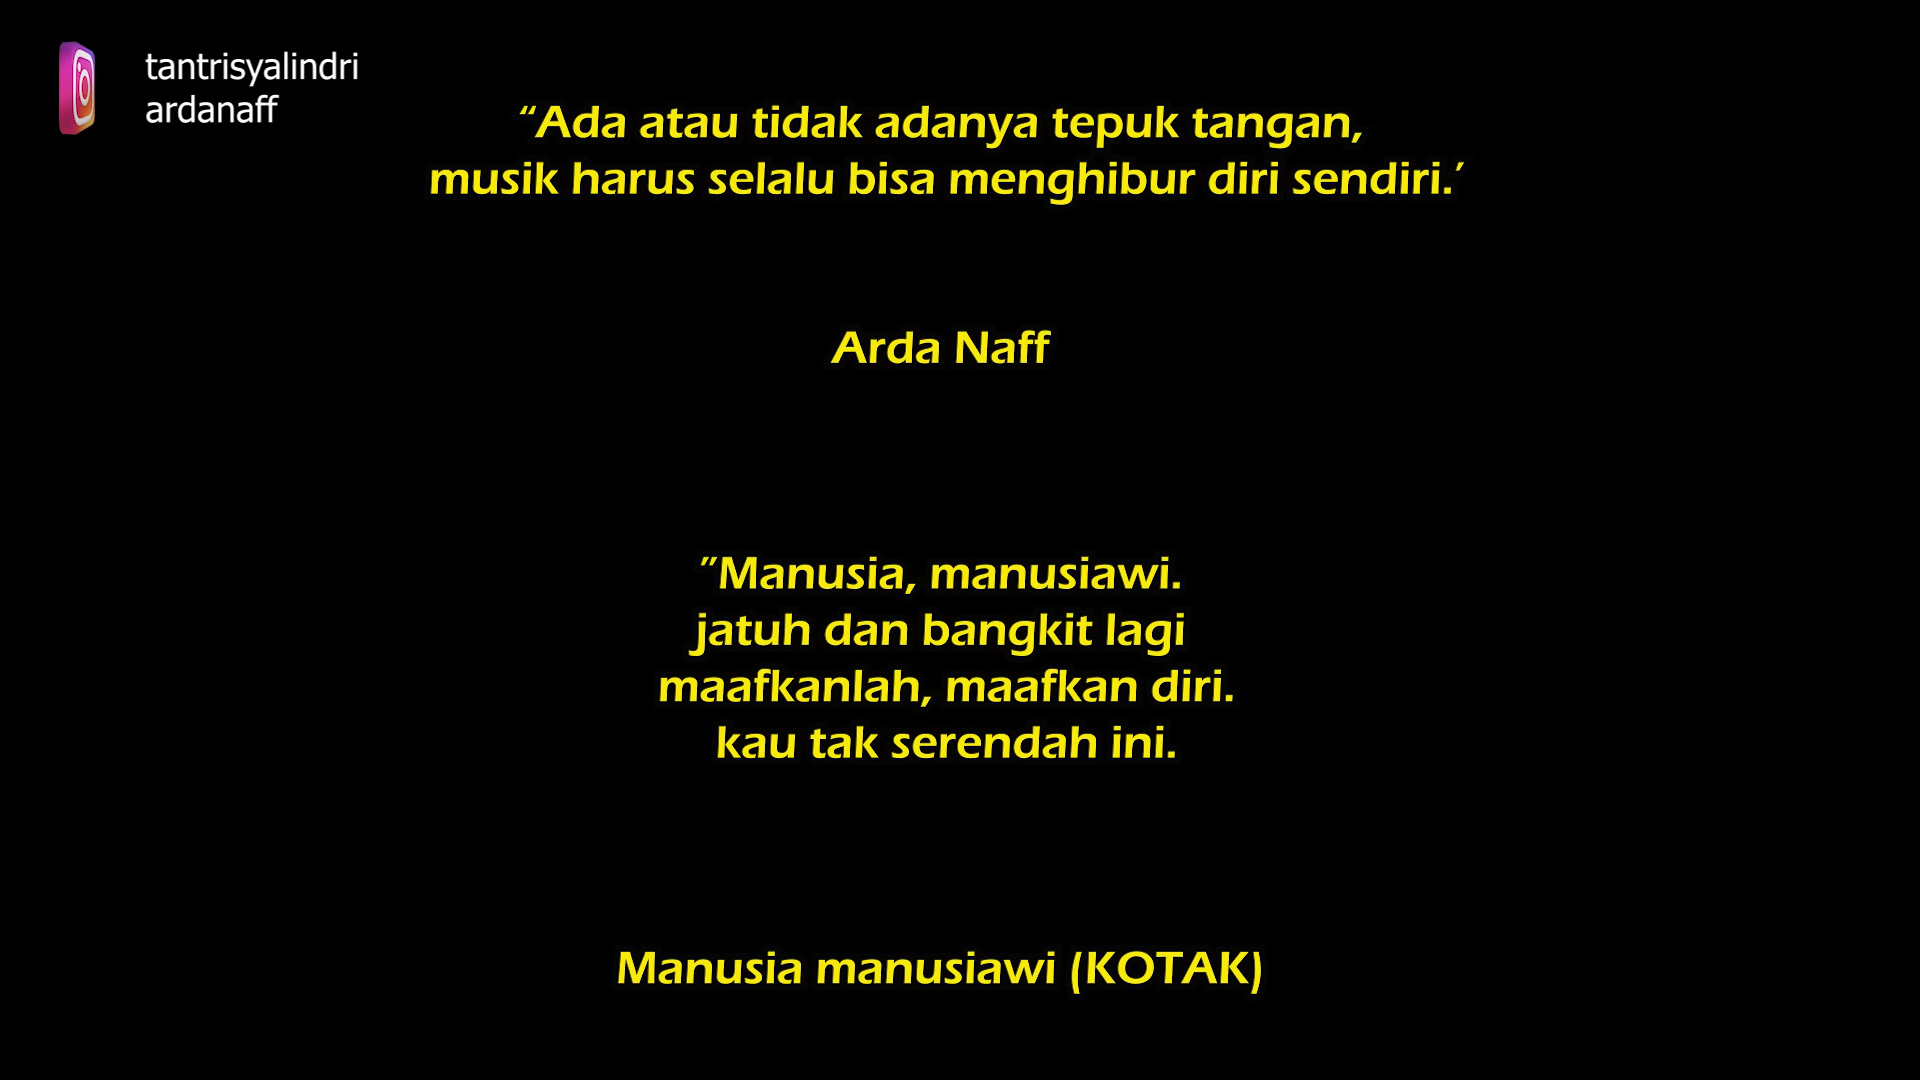 tantrisyalindri
ardanaff
“Ada atau tidak adanya tepuk tangan,
musik harus selalu bisa menghibur diri sendiri.’
Arda Naff
”Manusia, manusiawi.
jatuh dan bangkit lagi
maafkanlah, maafkan diri.
kau tak serendah ini.
Manusia manusiawi (KOTAK)